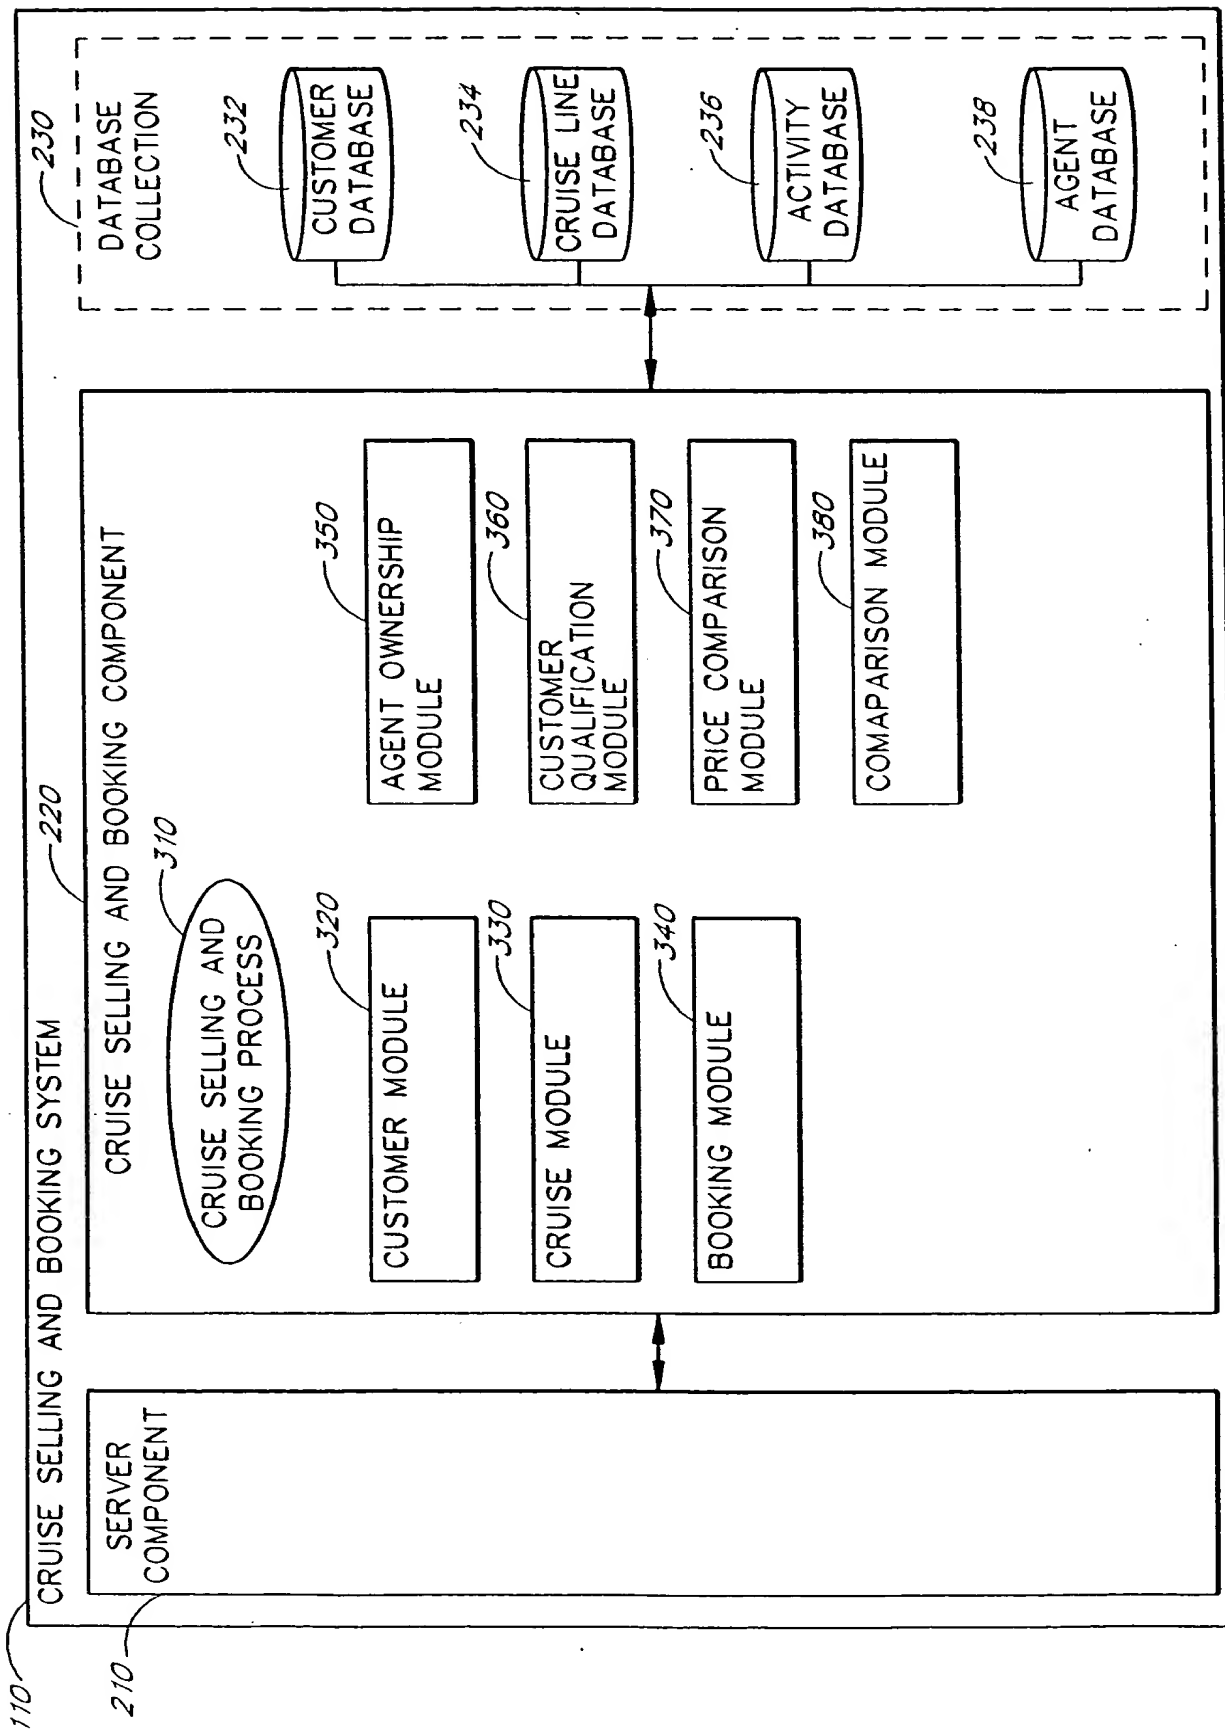 110
CRUISE SELLING AND BOOKING SYSTEM
210
SERVER
COMPONENT
220
CRUISE SELLING AND BOOKING COMPONENT
310
CRUISE SELLING AND
BOOKING PROCESS
320
CUSTOMER MODULE
330
CRUISE MODULE
340
BOOKING MODULE
350
AGENT OWNERSHIP
MODULE
360
CUSTOMER
QUALIFICATION
MODULE
370
PRICE COMPARISON
MODULE
380
COMAPARISON MODULE
230
DATABASE
COLLECTION
232
CUSTOMER
DATABASE
234
CRUISE LINE
DATABASE
236
ACTIVITY
DATABASE
238
AGENT
DATABASE